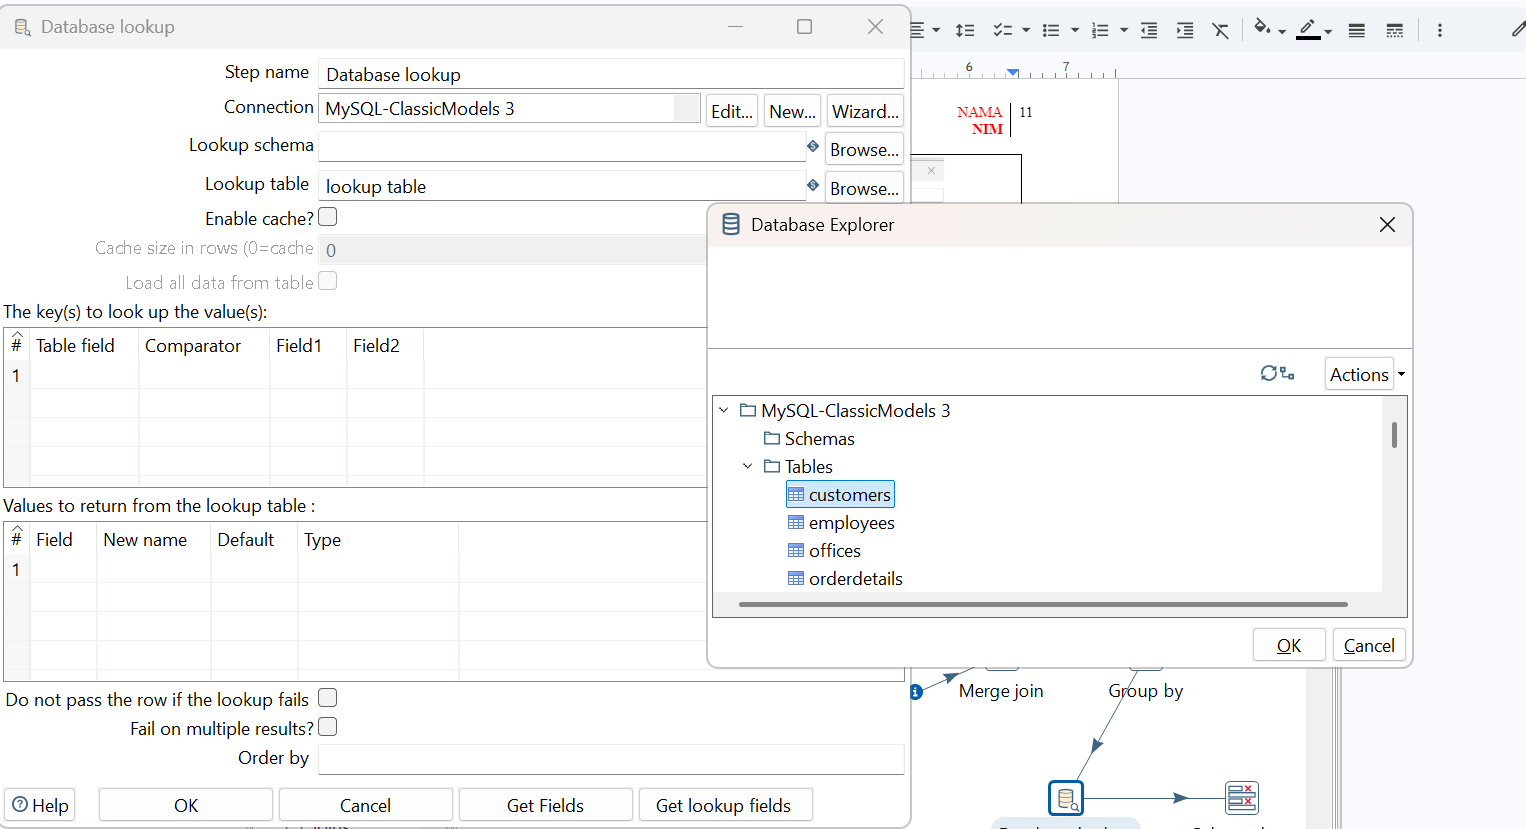 Database lookup
Step name Database lookup
Connection MySQL-ClassicModels 3 Edit... New... Wizard...
Lookup schema Browse...
Lookup table lookup table Browse...
Enable cache?
Cache size in rows (0=cache 0
Load all data from table
The key(s) to look up the value(s):
# Table field Comparator Field1 Field2
1
Values to return from the lookup table :
# Field New name Default Type
1
Do not pass the row if the lookup fails
Fail on multiple results?
Order by
Help OK Cancel Get Fields Get lookup fields
6 7
NAMA 11
NIM
Database Explorer
Actions
MySQL-ClassicModels 3
Schemas
Tables
customers
employees
offices
orderdetails
OK Cancel
Merge join Group by